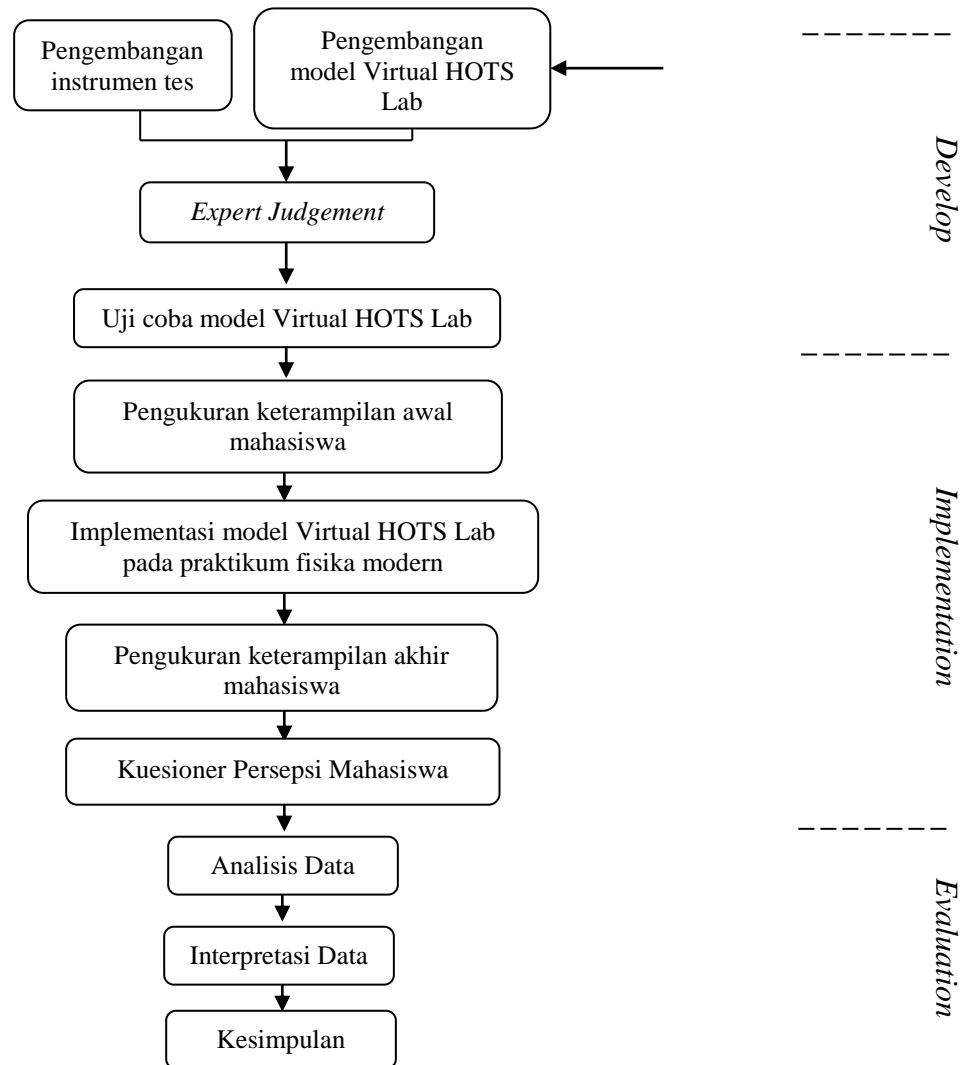 Pengembangan
instrumen tes
Pengembangan
model Virtual HOTS
Lab
Develop
Expert Judgement
Uji coba model Virtual HOTS Lab
Pengukuran keterampilan awal
mahasiswa
Implementation
Implementasi model Virtual HOTS Lab
pada praktikum fisika modern
Pengukuran keterampilan akhir
mahasiswa
Kuesioner Persepsi Mahasiswa
Evaluation
Analisis Data
Interpretasi Data
Kesimpulan